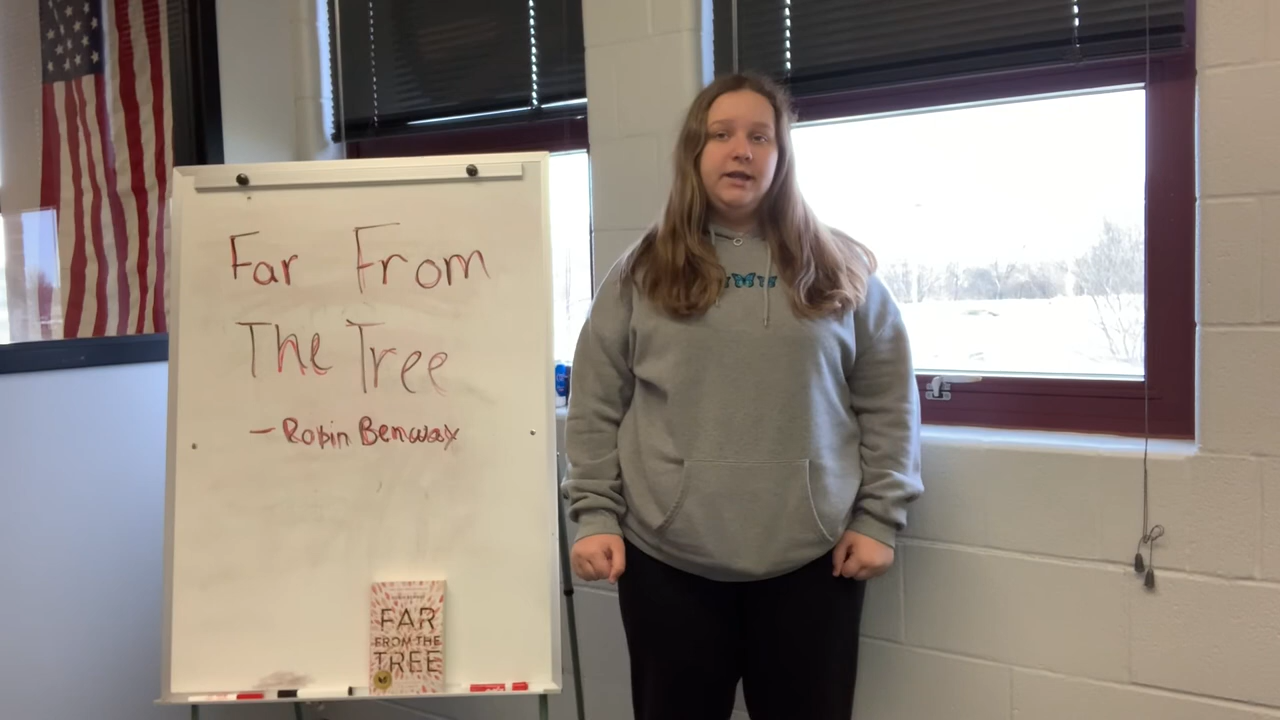 Far From
The Tree
- Robin Benway
FAR
FROM THE
TREE